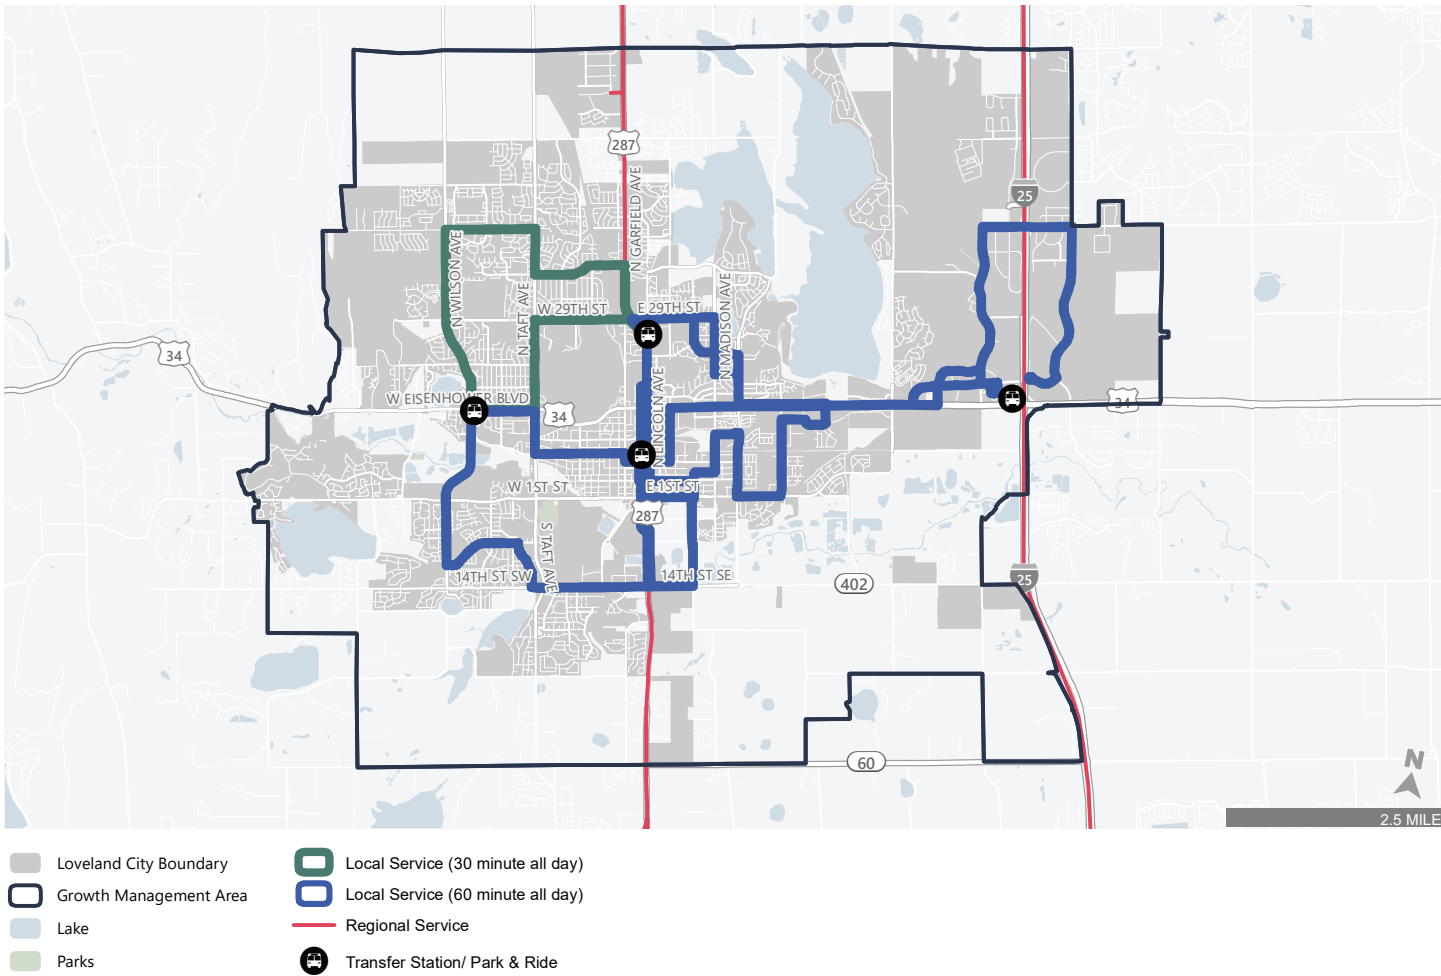 287
25
N WILSON AVE
N GARFIELD AVE
N TAFT AVE
W 29TH ST
E 29TH ST
N MADISON AVE
34
W EISENHOWER BLVD
34
34
N LINCOLN AVE
W 1ST ST
E 1ST ST
287
S TAFT AVE
14TH ST SW
14TH ST SE
402
25
60
N
2.5 MILE
Loveland City Boundary
Growth Management Area
Lake
Parks
Local Service (30 minute all day)
Local Service (60 minute all day)
Regional Service
Transfer Station/ Park & Ride